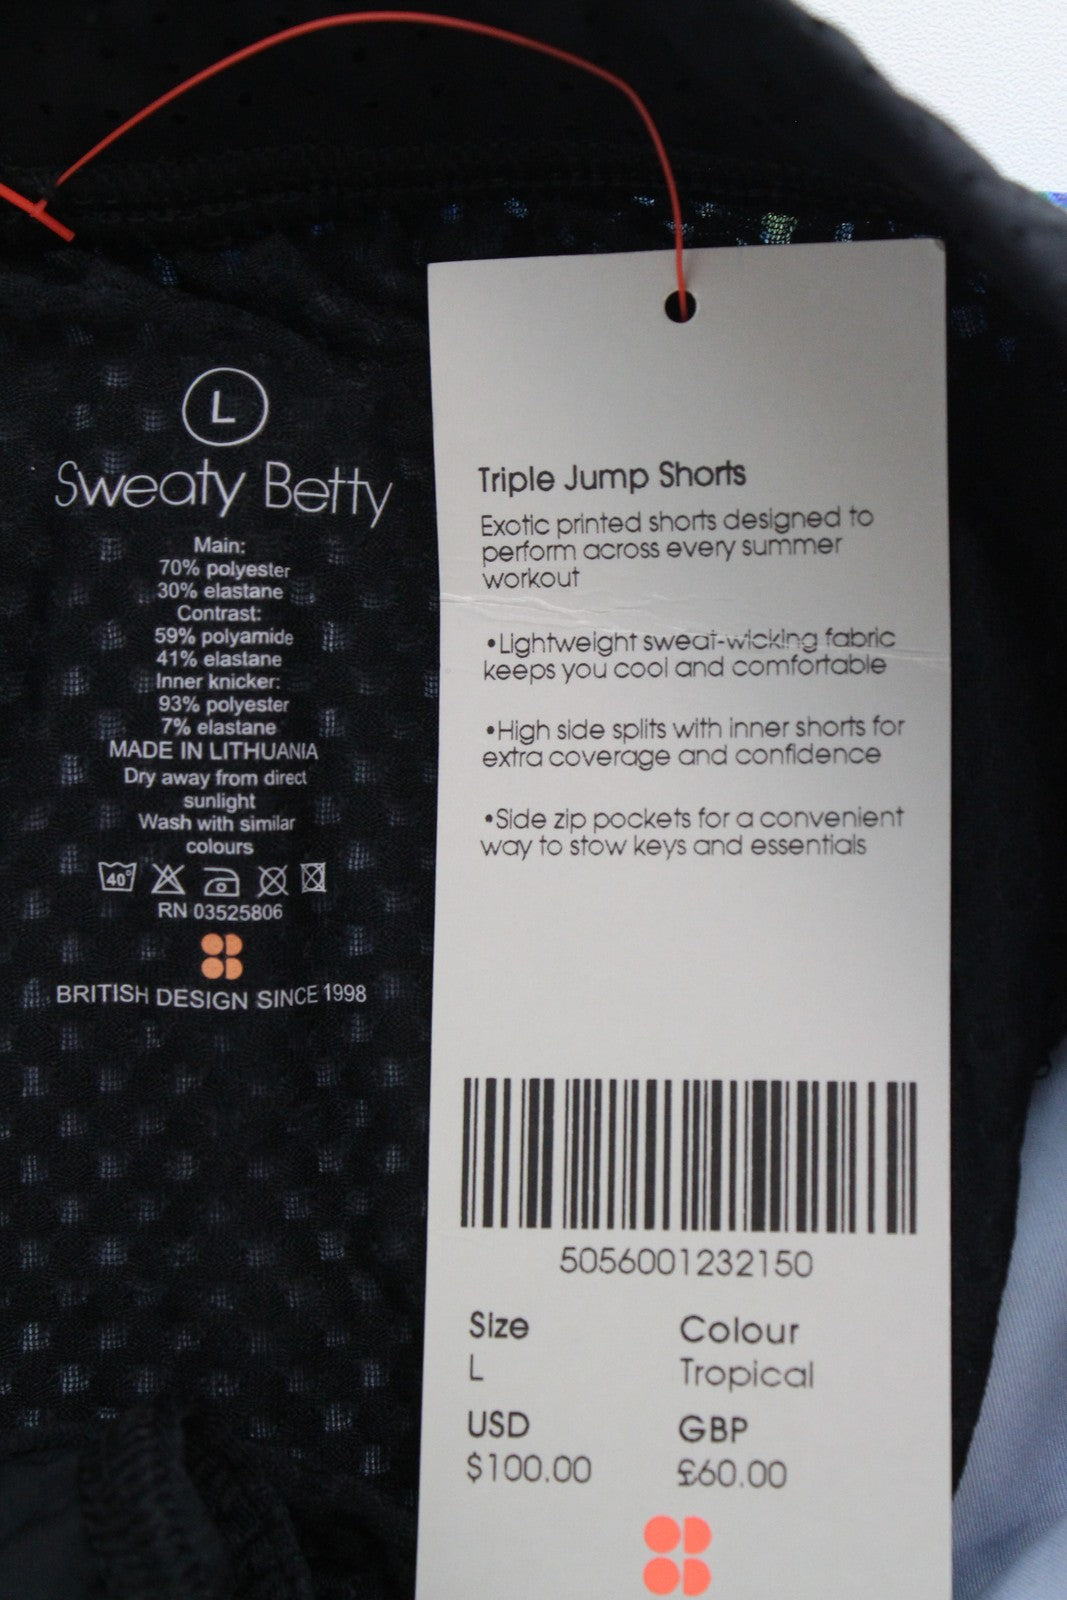 L
Sweaty Betty
Main:
70% polyester
30% elastane
Contrast:
59% polyamide
41% elastane
Inner knicker:
93% polyester
7% elastane
MADE IN LITHUANIA
Dry away from direct
sunlight
Wash with similar
colours
40°
RN 03525806
BRITISH DESIGN SINCE 1998
Triple Jump Shorts
Exotic printed shorts designed to
perform across every summer
workout
•Lightweight sweat-wicking fabric
keeps you cool and comfortable
•High side splits with inner shorts for
extra coverage and confidence
•Side zip pockets for a convenient
way to stow keys and essentials
5056001232150
Size Colour
L Tropical
USD GBP
$100.00 £60.00